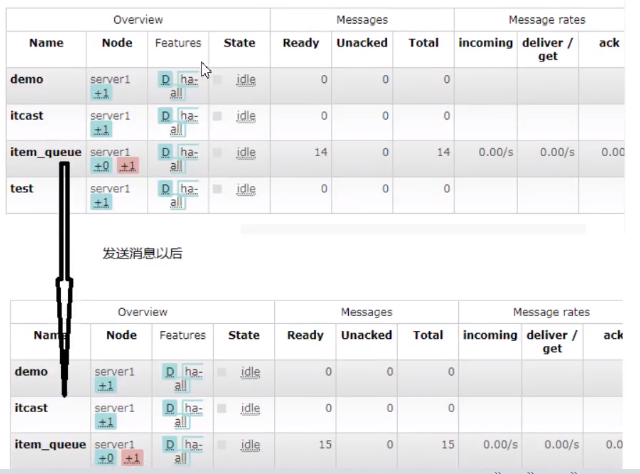 Overview Messages Message rates
Name Node Features State Ready Unacked Total incoming deliver / get ack
demo server1 +1 D ha-all idle 0 0 0
itcast server1 +1 D ha-all idle 0 0 0
item_queue server1 +0 +1 D ha-all idle 14 0 14 0.00/s 0.00/s 0.00
test server1 +1 D ha-all idle 0 0 0
发送消息以后
Overview Messages Message rates
Name Node Features State Ready Unacked Total incoming deliver / get ack
demo server1 +1 D ha-all idle 0 0 0
itcast server1 +1 D ha-all idle 0 0 0
item_queue server1 +0 +1 D ha-all idle 15 0 15 0.00/s 0.00/s 0.0